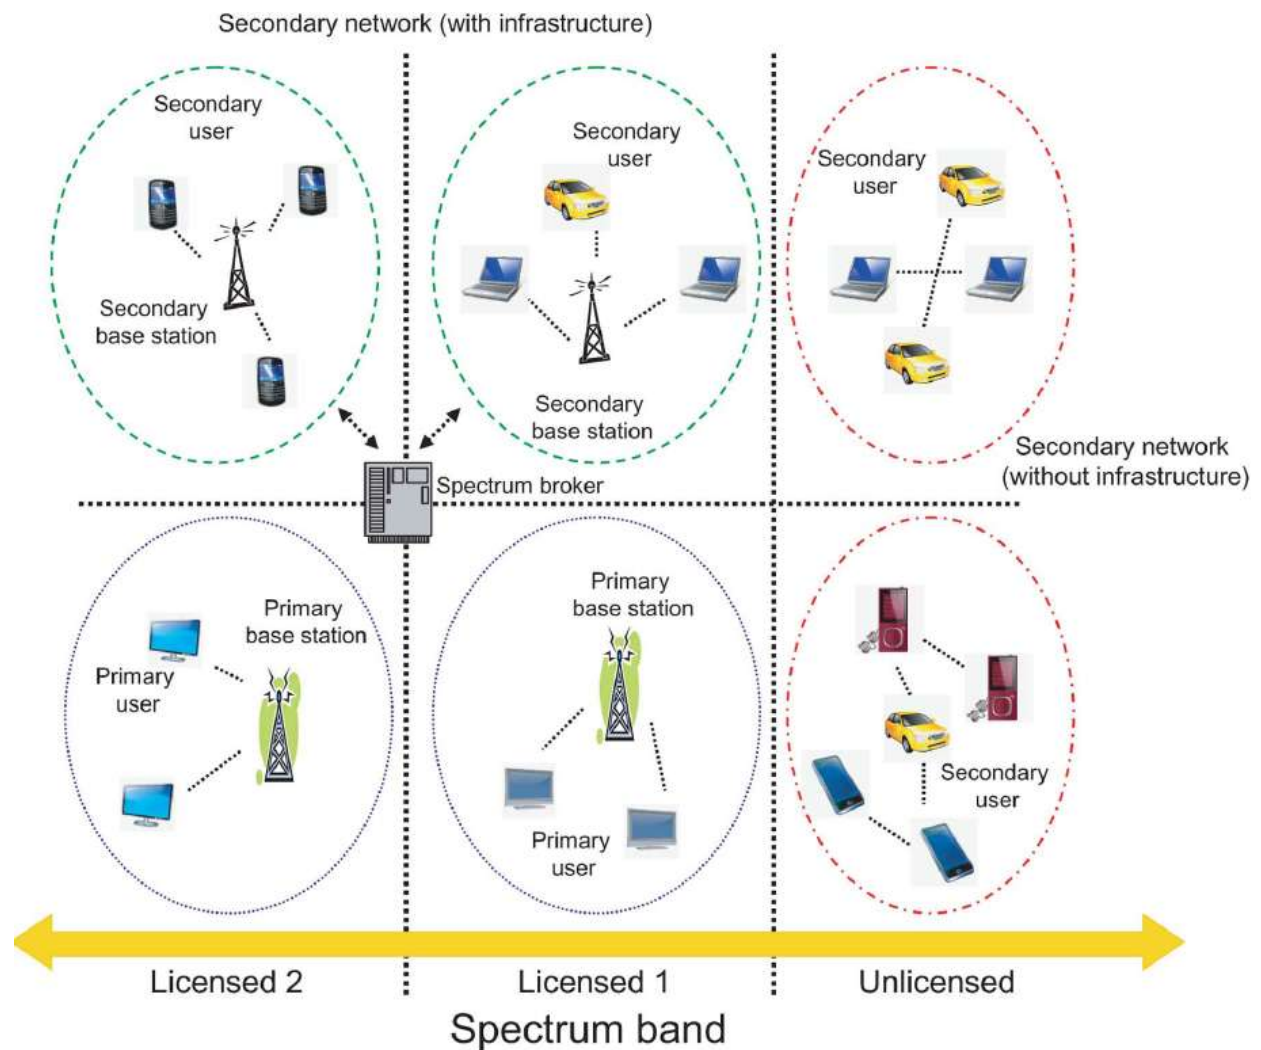 Secondary network (with infrastructure)
Secondary
user
Secondary
base station
Secondary
user
Secondary
base station
Secondary
user
Secondary network
(without infrastructure)
Spectrum broker
Primary
base station
Primary
user
Primary
base station
Primary
user
Secondary
user
Licensed 2
Licensed 1
Unlicensed
Spectrum band